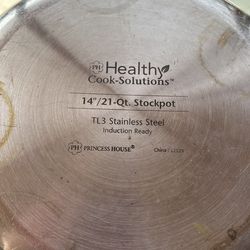 PH Healthy
Cook-Solutions™
14"/21-Qt. Stockpot
TL3 Stainless Steel
Induction Ready
PH PRINCESS HOUSE®
China